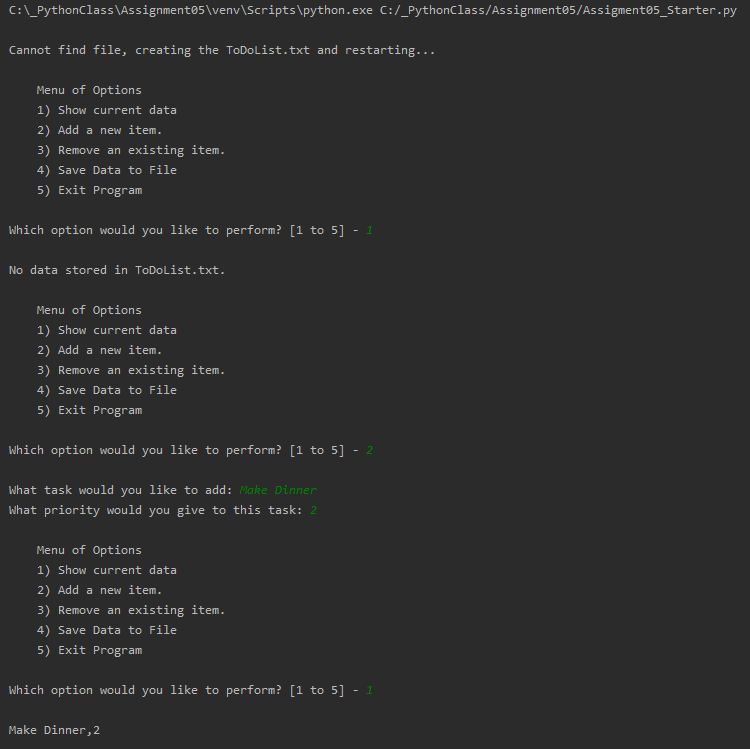 C:\_PythonClass\Assignment05\venv\Scripts\python.exe C:/_PythonClass/Assignment05/Assigment05_Starter.py
Cannot find file, creating the ToDoList.txt and restarting...
Menu of Options
1) Show current data
2) Add a new item.
3) Remove an existing item.
4) Save Data to File
5) Exit Program
Which option would you like to perform? [1 to 5] - 1
No data stored in ToDoList.txt.
Menu of Options
1) Show current data
2) Add a new item.
3) Remove an existing item.
4) Save Data to File
5) Exit Program
Which option would you like to perform? [1 to 5] - 2
What task would you like to add: Make Dinner
What priority would you give to this task: 2
Menu of Options
1) Show current data
2) Add a new item.
3) Remove an existing item.
4) Save Data to File
5) Exit Program
Which option would you like to perform? [1 to 5] - 1
Make Dinner,2